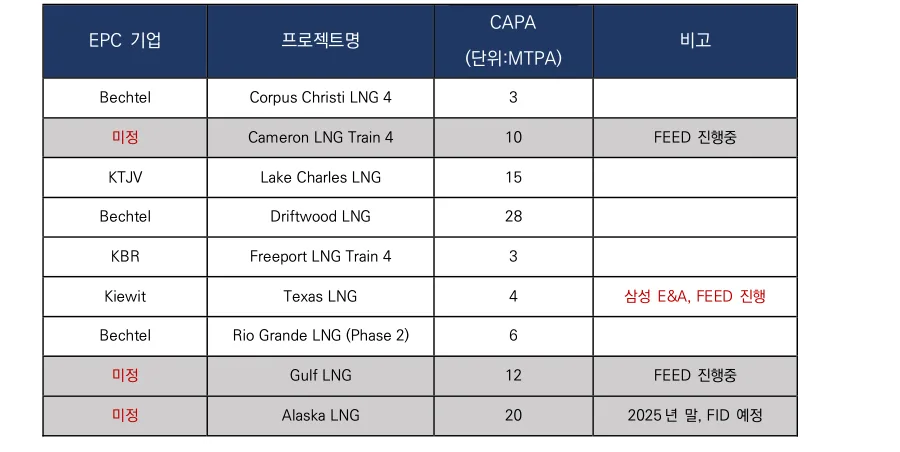 EPC 기업 프로젝트명 CAPA (단위:MTPA) 비고
Bechtel Corpus Christi LNG 4 3
미정 Cameron LNG Train 4 10 FEED 진행중
KTJV Lake Charles LNG 15
Bechtel Driftwood LNG 28
KBR Freeport LNG Train 4 3
Kiewit Texas LNG 4 삼성 E&A, FEED 진행
Bechtel Rio Grande LNG (Phase 2) 6
미정 Gulf LNG 12 FEED 진행중
미정 Alaska LNG 20 2025년 말, FID 예정